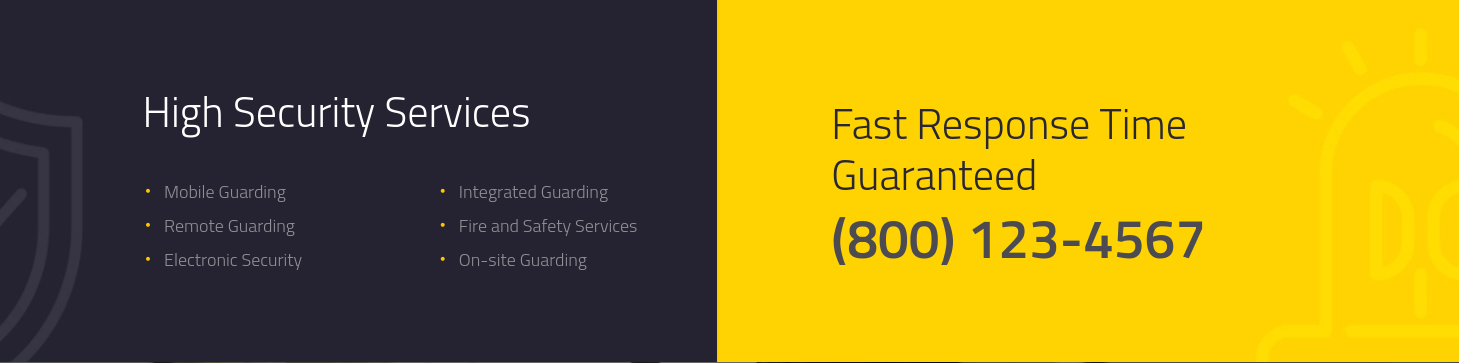 High Security Services
Mobile Guarding
Remote Guarding
Electronic Security
Integrated Guarding
Fire and Safety Services
On-site Guarding
Fast Response Time
Guaranteed
(800) 123-4567